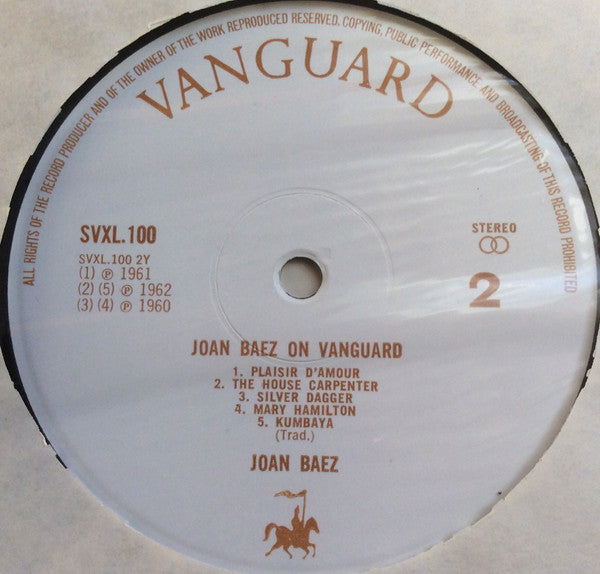 ALL RIGHTS OF THE RECORD PRODUCER AND OF THE OWNER OF THE WORK REPRODUCED RESERVED. COPYING, PUBLIC PERFORMANCE AND BROADCASTING OF THIS RECORD PROHIBITED
VANGUARD
SVXL.100
SVXL.100 2Y
(1) ℗ 1961
(2) (5) ℗ 1962
(3) (4) ℗ 1960
STEREO
2
JOAN BAEZ ON VANGUARD
1. PLAISIR D'AMOUR
2. THE HOUSE CARPENTER
3. SILVER DAGGER
4. MARY HAMILTON
5. KUMBAYA
(Trad.)
JOAN BAEZ